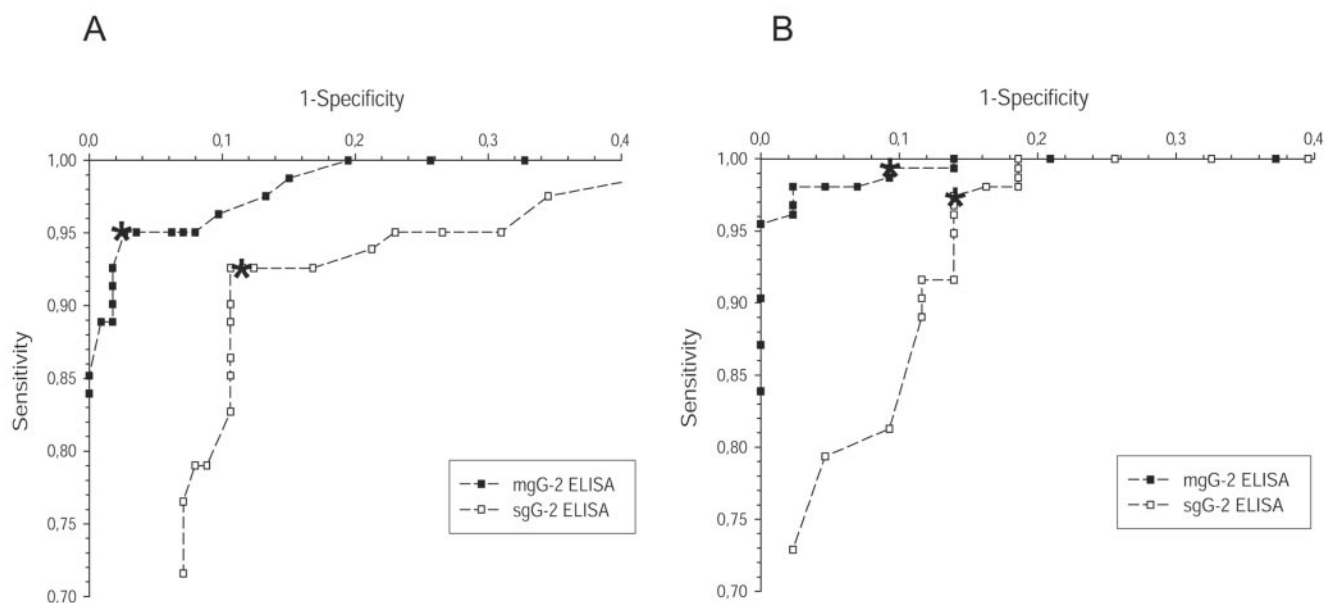 A
1-Specificity
0,0 0,1 0,2 0,3 0,4
1,00
0,95
0,90
0,85
0,80
0,75
0,70
Sensitivity
mgG-2 ELISA
sgG-2 ELISA
B
1-Specificity
0,0 0,1 0,2 0,3 0,4
1,00
0,95
0,90
0,85
0,80
0,75
0,70
Sensitivity
mgG-2 ELISA
sgG-2 ELISA